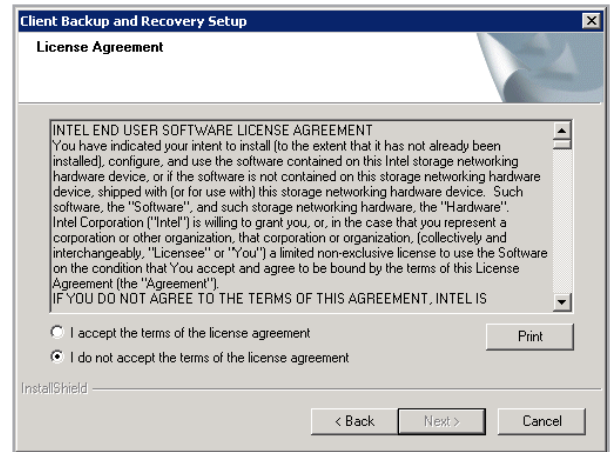 Client Backup and Recovery Setup
License Agreement
INTEL END USER SOFTWARE LICENSE AGREEMENT
You have indicated your intent to install (to the extent that it has not already been
installed), configure, and use the software contained on this Intel storage networking
hardware device, or if the software is not contained on this storage networking hardware
device, shipped with (or for use with) this storage networking hardware device.  Such
software, the "Software", and such storage networking hardware, the "Hardware".
Intel Corporation ("Intel") is willing to grant you, or, in the case that you represent a
corporation or other organization, that corporation or organization, (collectively and
interchangeably, "Licensee" or "You") a limited non-exclusive license to use the Software
on the condition that You accept and agree to be bound by the terms of this License
Agreement (the "Agreement").
IF YOU DO NOT AGREE TO THE TERMS OF THIS AGREEMENT, INTEL IS
I accept the terms of the license agreement
Print
I do not accept the terms of the license agreement
InstallShield
< Back
Next >
Cancel